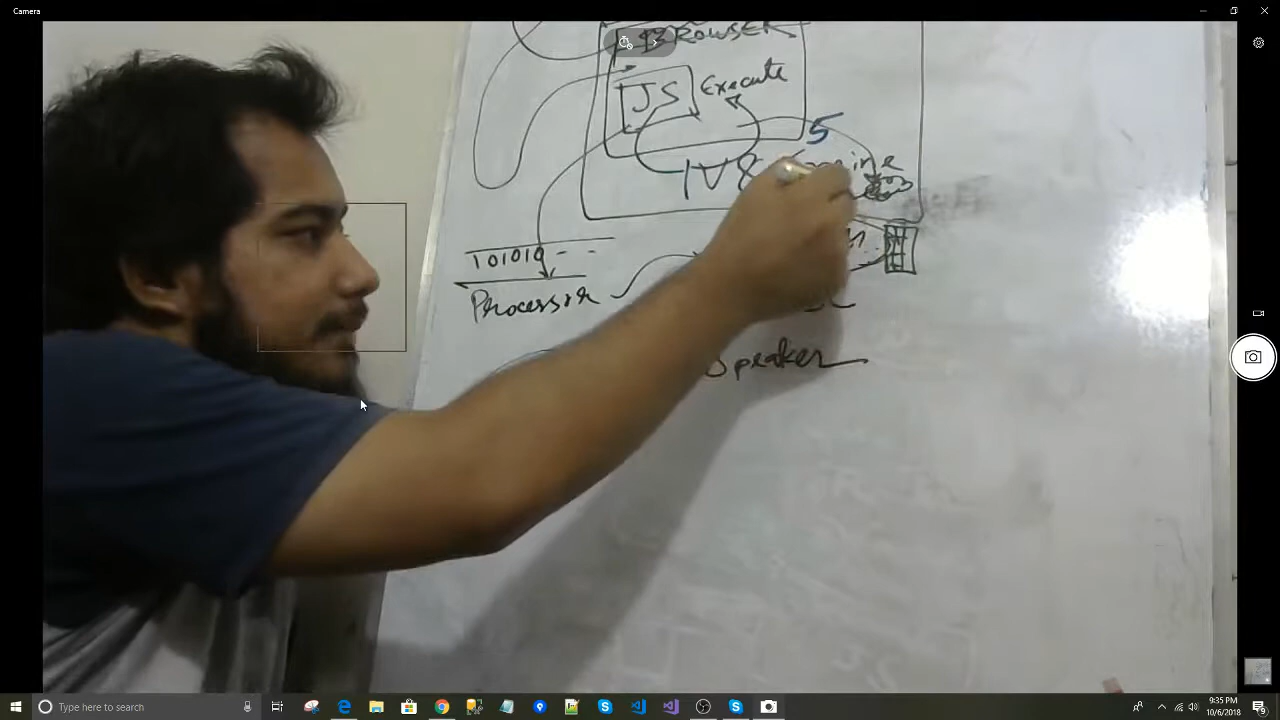 Camera
BROWSER
JS Execute
5
V8
101010 - -
Processor
Speaker
Type here to search
9:35 PM
10/6/2018